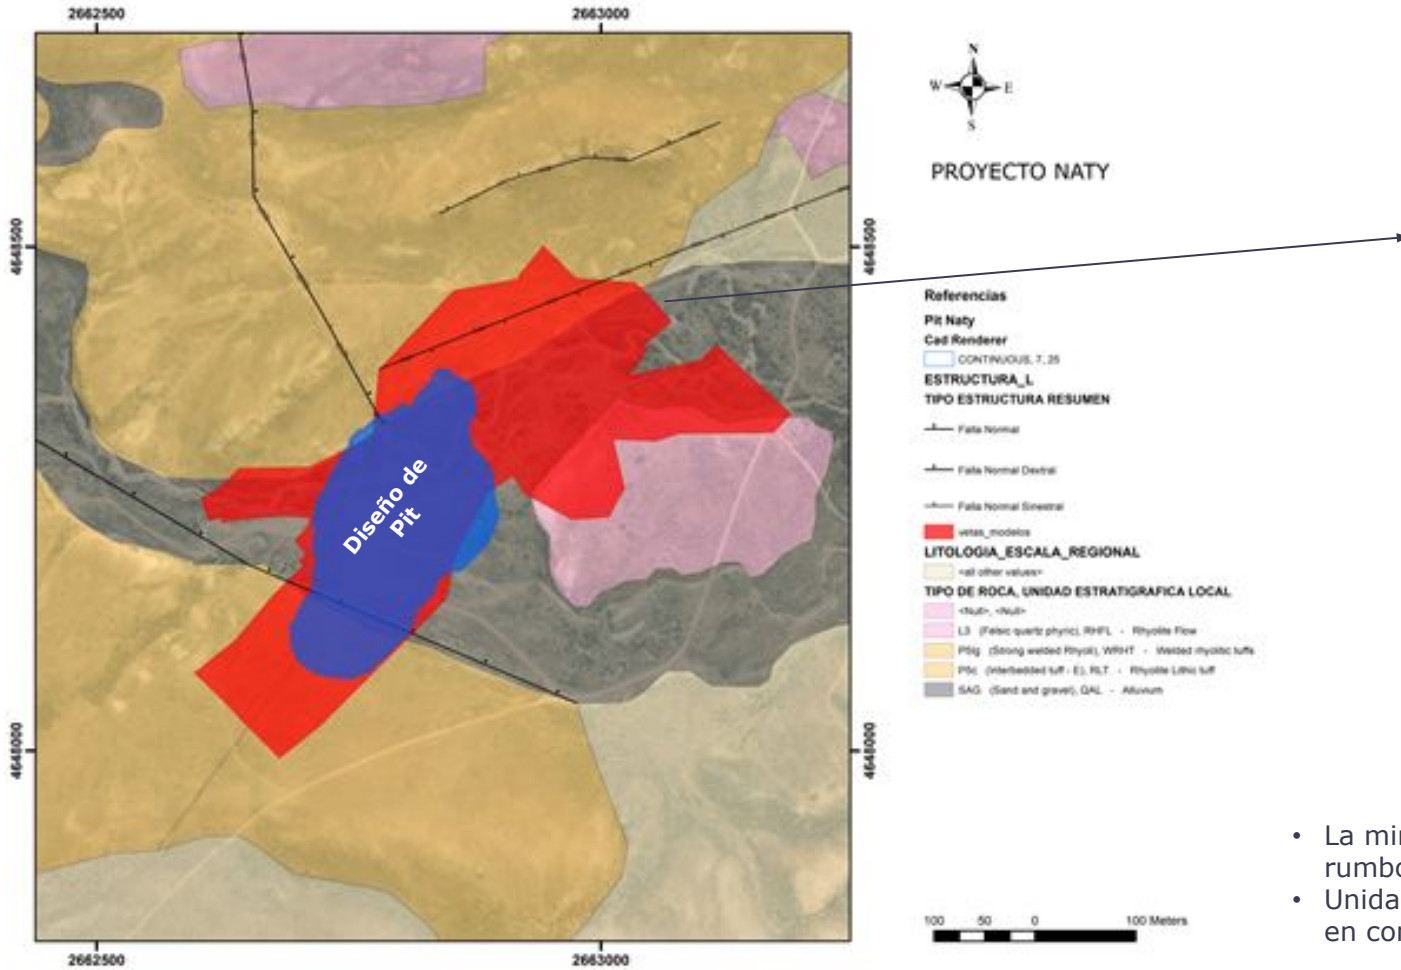 2662500
2663000
N
W
E
S
PROYECTO NATY
4648500
4648500
Referencias
Pit Naty
Cad Renderer
CONTINUOUS, 7, 25
ESTRUCTURA_L
TIPO ESTRUCTURA RESUMEN
Falla Normal
Falla Normal Dextral
Falla Normal Sinestral
vetas_modelos
LITOLOGIA_ESCALA_REGIONAL
<all other values>
TIPO DE ROCA, UNIDAD ESTRATIGRAFICA LOCAL
<Null>, <Null>
L3 (Felsic quartz phyric), RHFL - Rhyolite Flow
P5ig (Strong welded Rhyoli), WRHT - Welded rhyolitic tuffs
P5c (Interbedded tuff - E), RLT - Rhyolite Lithic tuff
SAG (Sand and gravel), QAL - Alluvium
Diseño de
Pit
4648000
4648000
• La min
rumbo
• Unida
en con
100 50 0 100 Meters
2662500
2663000